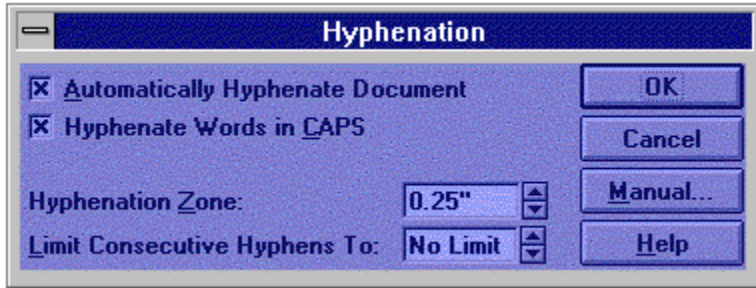 Hyphenation
Automatically Hyphenate Document
OK
Hyphenate Words in CAPS
Cancel
Hyphenation Zone: 0.25"
Manual...
Limit Consecutive Hyphens To: No Limit
Help